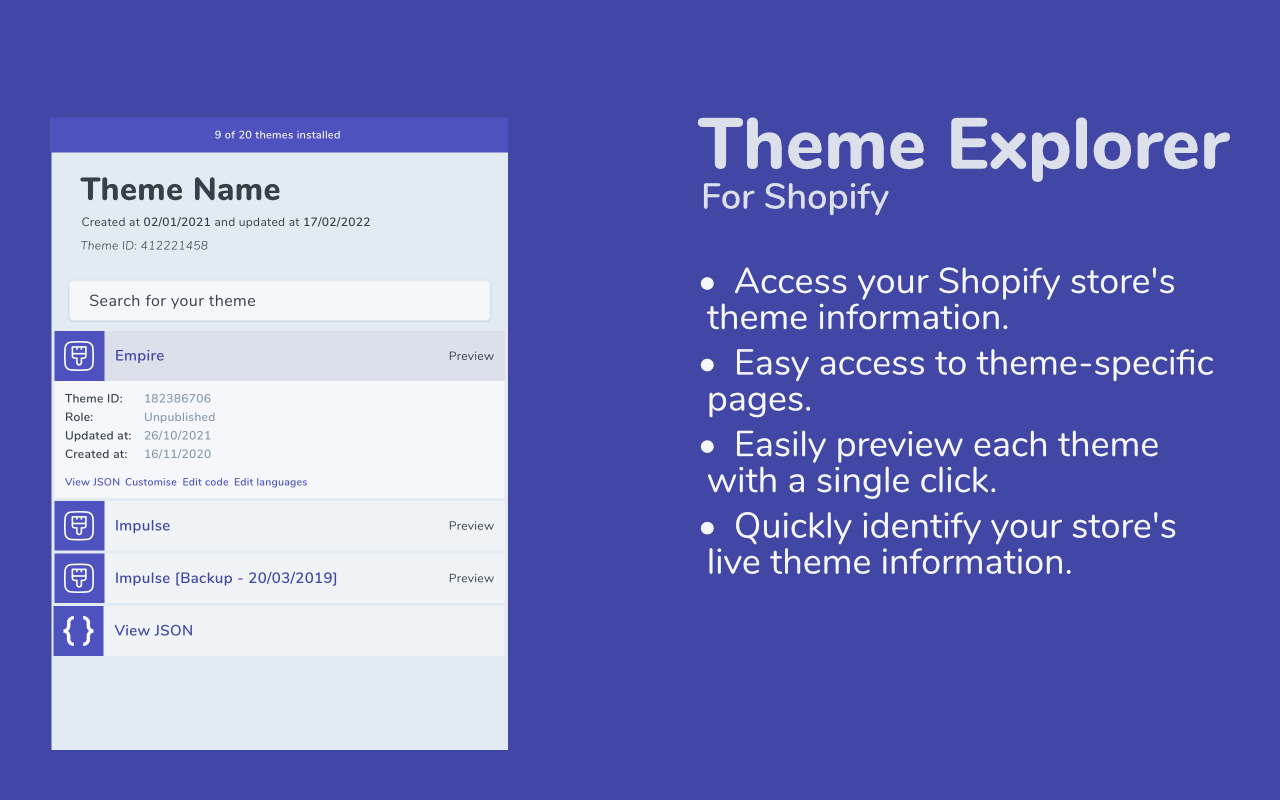 9 of 20 themes installed
Theme Name
Created at 02/01/2021 and updated at 17/02/2022
Theme ID: 412221458
Search for your theme
Empire Preview
Theme ID: 182386706
Role: Unpublished
Updated at: 26/10/2021
Created at: 16/11/2020
View JSON Customise Edit code Edit languages
Impulse Preview
Impulse [Backup - 20/03/2019] Preview
{ } View JSON
Theme Explorer
For Shopify
• Access your Shopify store's
theme information.
• Easy access to theme-specific
pages.
• Easily preview each theme
with a single click.
• Quickly identify your store's
live theme information.